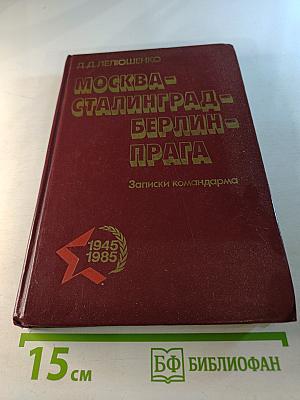 Д.Д.ЛЕЛЮШЕНКО
МОСКВА–
СТАЛИНГРАД–
БЕРЛИН–
ПРАГА
Записки командарма
1945
1985
15 см
БФ БИБЛИОФАН